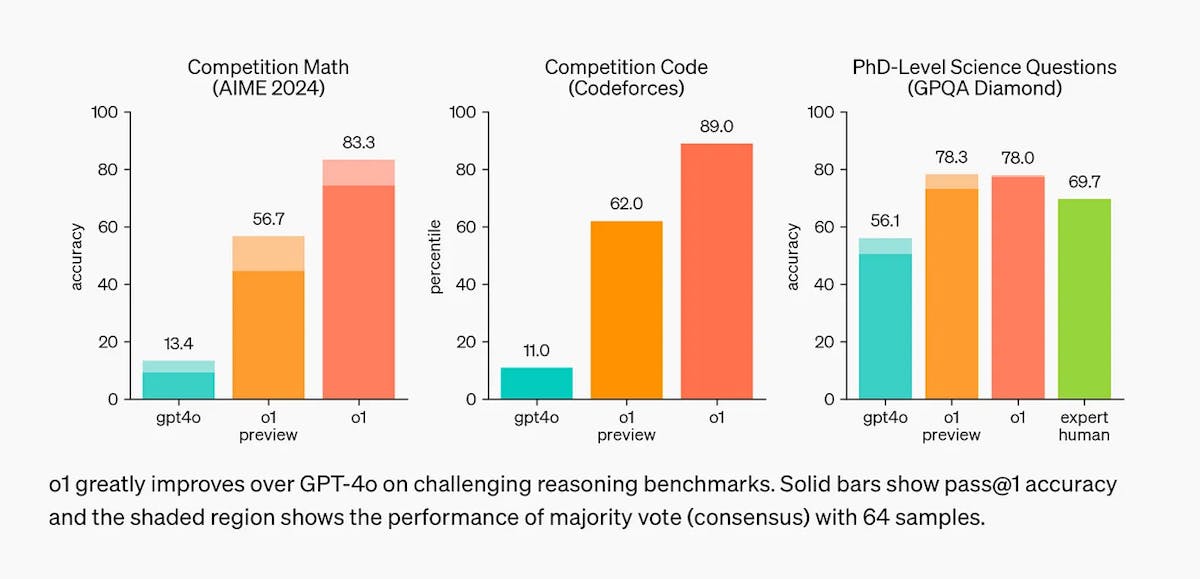 Competition Math
(AIME 2024)
100
80
60
40
20
0
accuracy
13.4
56.7
83.3
gpt4o
o1
preview
o1
Competition Code
(Codeforces)
100
80
60
40
20
0
percentile
11.0
62.0
89.0
gpt4o
o1
preview
o1
PhD-Level Science Questions
(GPQA Diamond)
100
80
60
40
20
0
accuracy
56.1
78.3
78.0
69.7
gpt4o
o1
preview
o1
expert
human
o1 greatly improves over GPT-4o on challenging reasoning benchmarks. Solid bars show pass@1 accuracy
and the shaded region shows the performance of majority vote (consensus) with 64 samples.